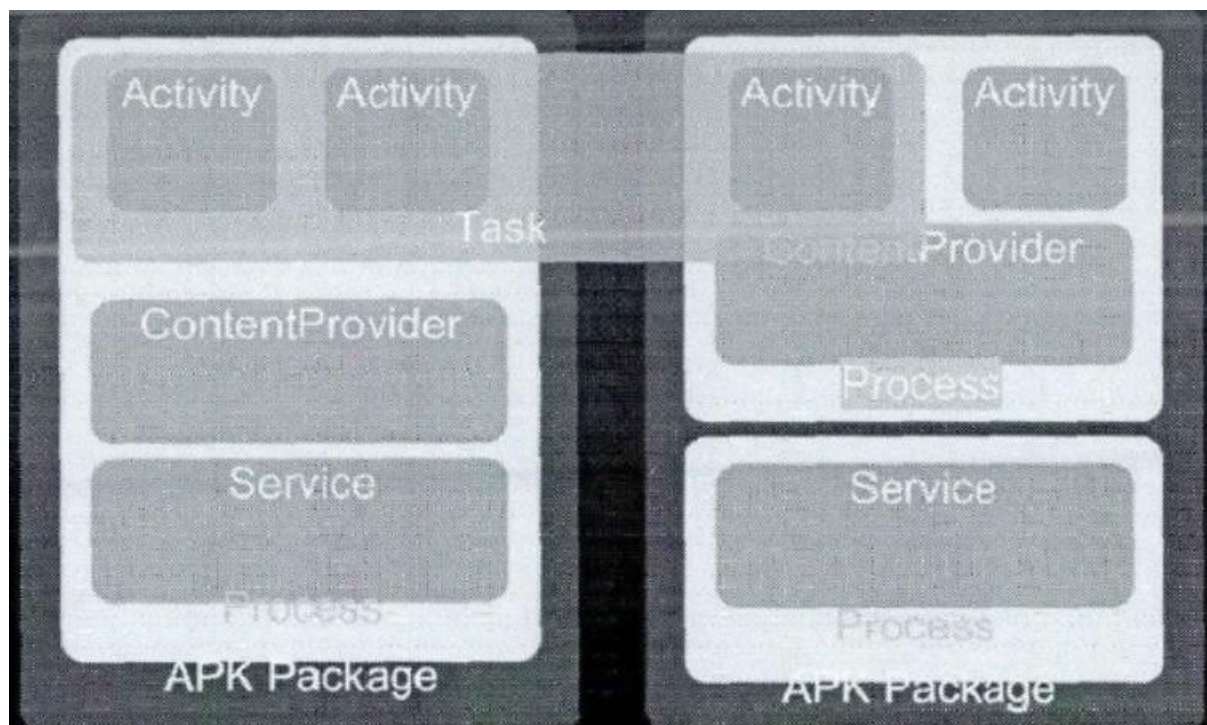 Activity
Activity
Task
ContentProvider
Service
Process
APK Package
Activity
Activity
ContentProvider
Process
Service
Process
APK Package